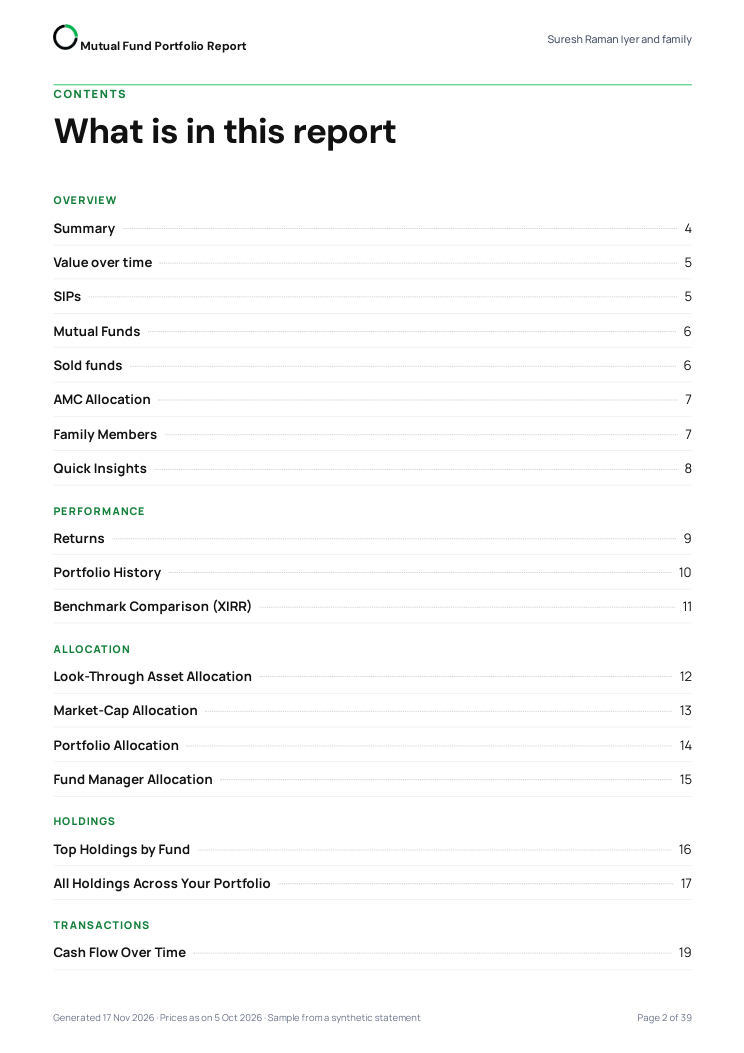 Mutual Fund Portfolio Report
Suresh Raman Iyer and family
CONTENTS
What is in this report
OVERVIEW
Summary 4
Value over time 5
SIPs 5
Mutual Funds 6
Sold funds 6
AMC Allocation 7
Family Members 7
Quick Insights 8
PERFORMANCE
Returns 9
Portfolio History 10
Benchmark Comparison (XIRR) 11
ALLOCATION
Look-Through Asset Allocation 12
Market-Cap Allocation 13
Portfolio Allocation 14
Fund Manager Allocation 15
HOLDINGS
Top Holdings by Fund 16
All Holdings Across Your Portfolio 17
TRANSACTIONS
Cash Flow Over Time 19
Generated 17 Nov 2026 · Prices as on 5 Oct 2026 · Sample from a synthetic statement
Page 2 of 39